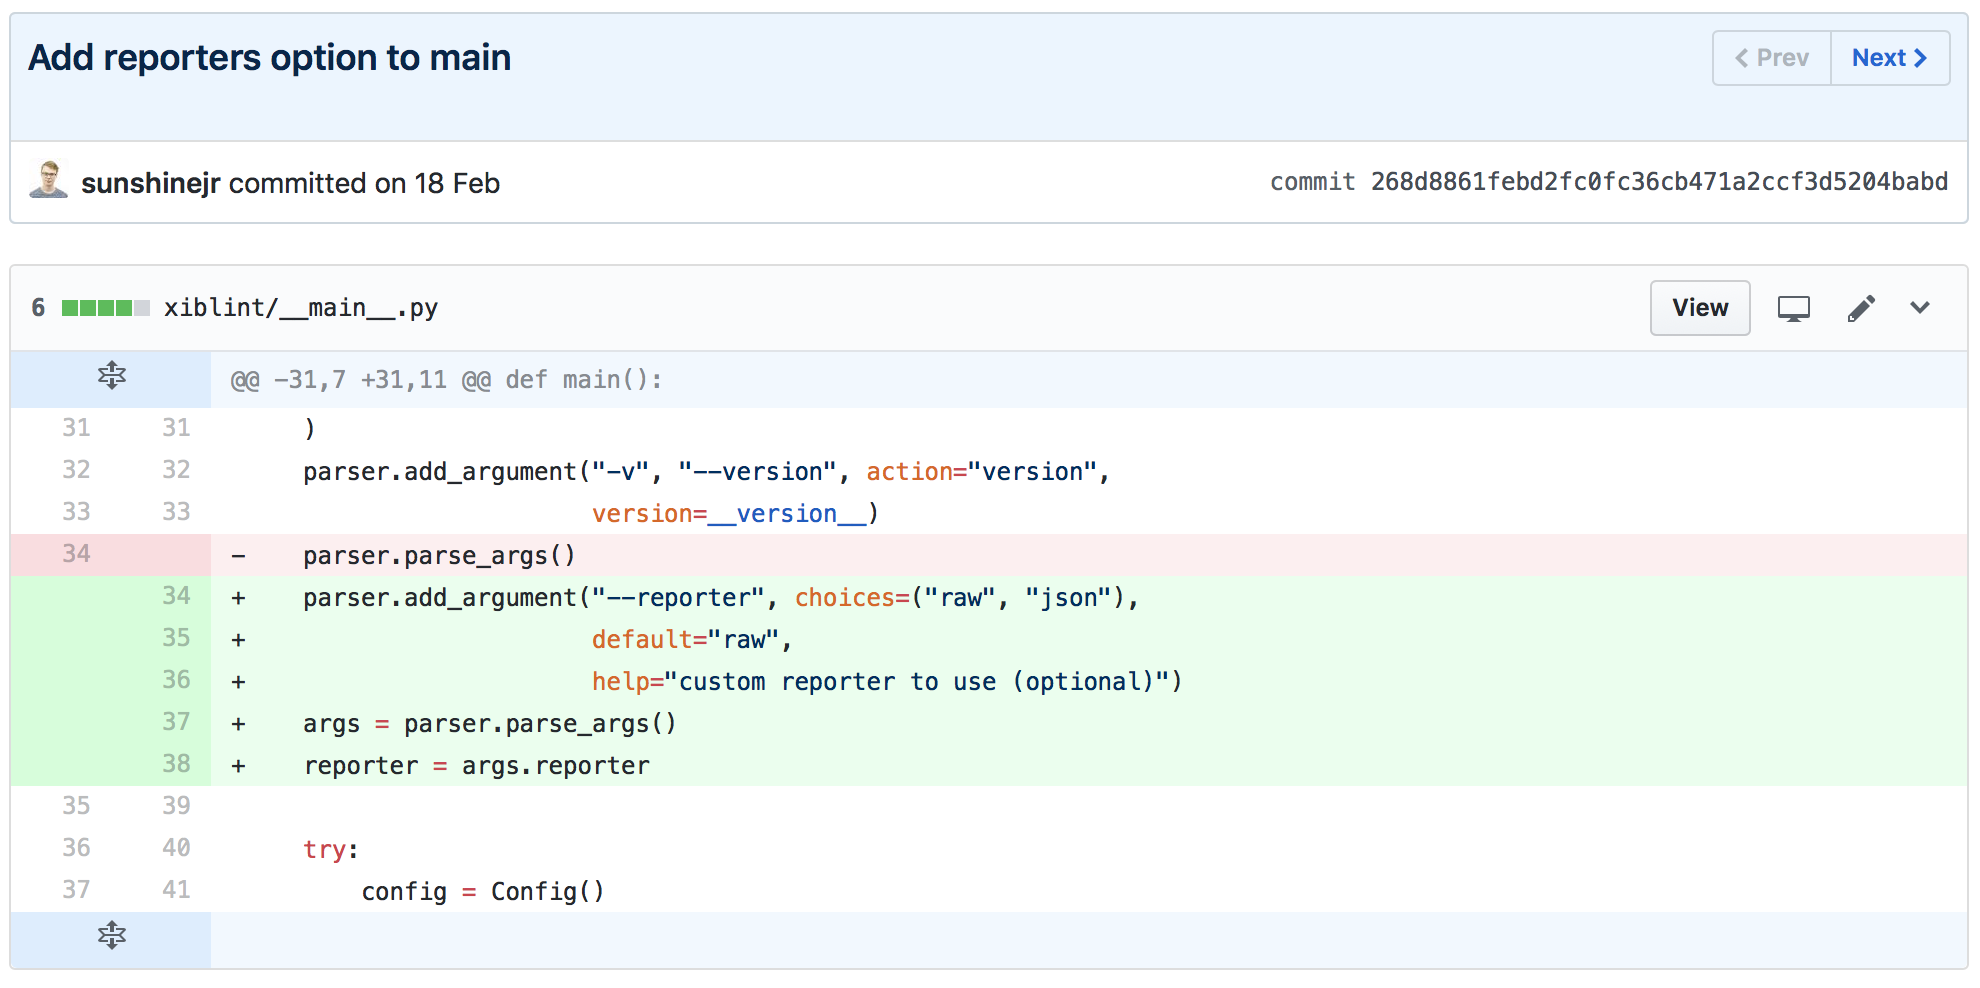 Add reporters option to main
Prev Next
sunshinejr committed on 18 Feb commit 268d8861febd2fc0fc36cb471a2ccf3d5204babd
6 xiblint/__main__.py View
@@ -31,7 +31,11 @@ def main():
31 31 )
32 32 parser.add_argument("-v", "--version", action="version",
33 33 version=__version__)
34 - parser.parse_args()
34 + parser.add_argument("--reporter", choices=("raw", "json"),
35 + default="raw",
36 + help="custom reporter to use (optional)")
37 + args = parser.parse_args()
38 + reporter = args.reporter
35 39
36 40 try:
37 41 config = Config()